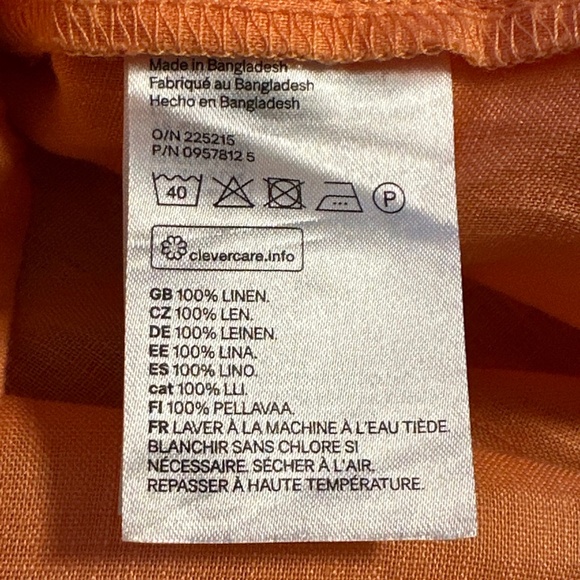 Made in Bangladesh
Fabriqué au Bangladesh
Hecho en Bangladesh
O/N 225215
P/N 0957812 5
40
P
clevercare.info
GB 100% LINEN.
CZ 100% LEN.
DE 100% LEINEN.
EE 100% LINA.
ES 100% LINO.
cat 100% LLI.
FI 100% PELLAVAA.
FR LAVER À LA MACHINE À L'EAU TIÈDE.
BLANCHIR SANS CHLORE SI
NÉCESSAIRE. SÉCHER À L'AIR.
REPASSER À HAUTE TEMPÉRATURE.